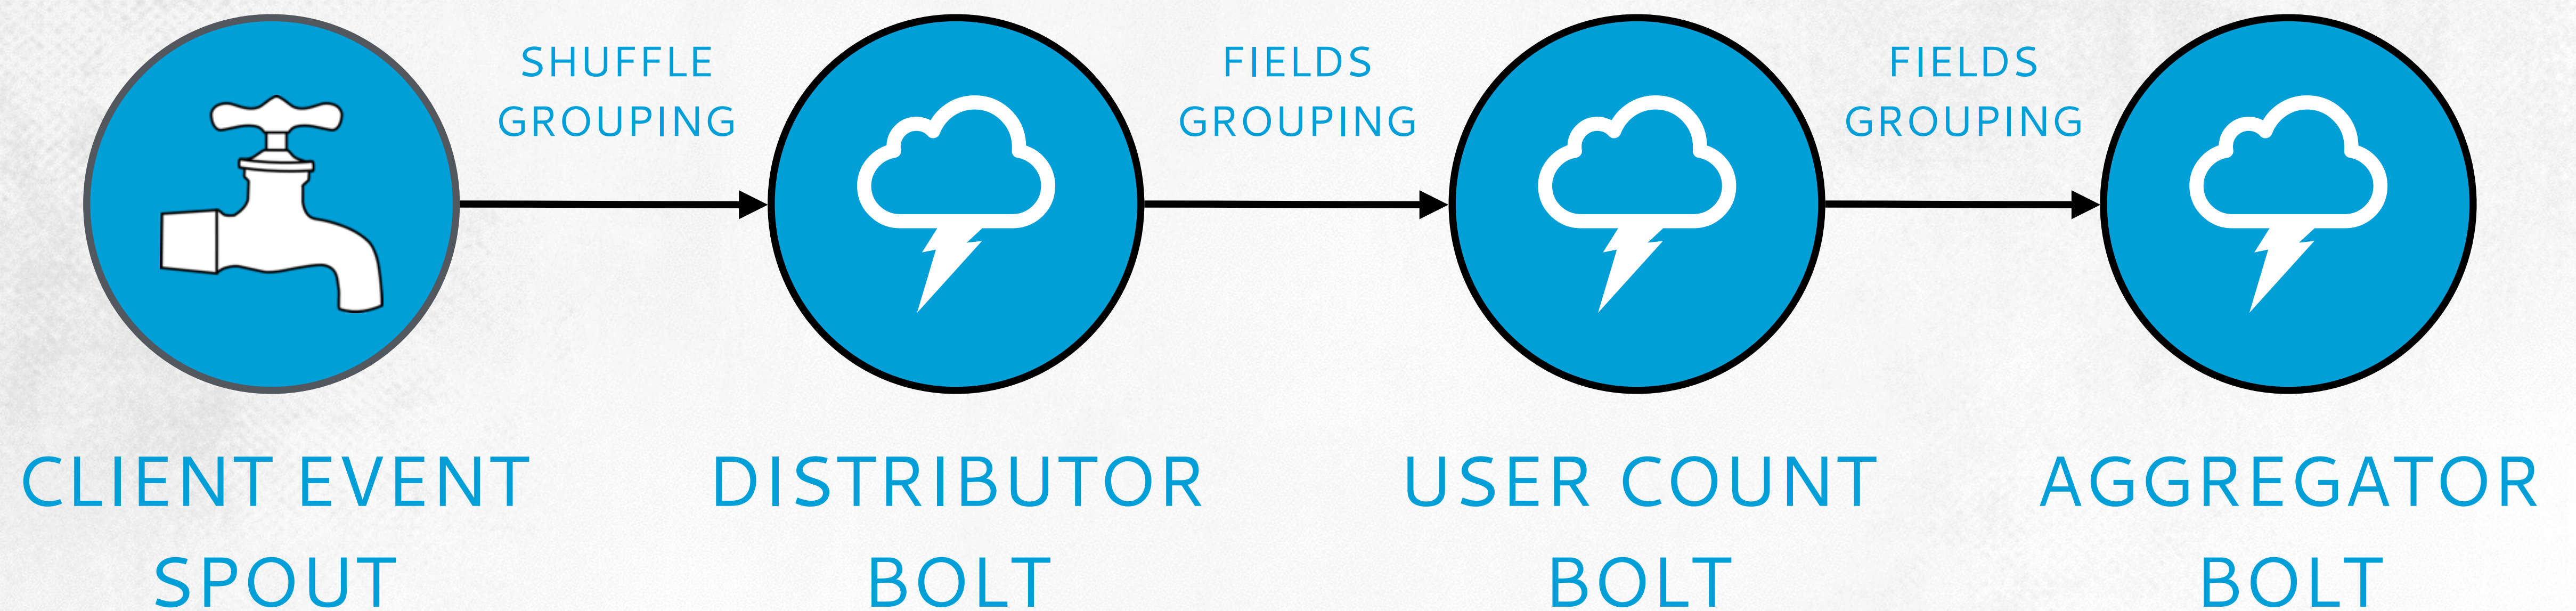 SHUFFLE
GROUPING
FIELDS
GROUPING
FIELDS
GROUPING
CLIENT EVENT
SPOUT
DISTRIBUTOR
BOLT
USER COUNT
BOLT
AGGREGATOR
BOLT